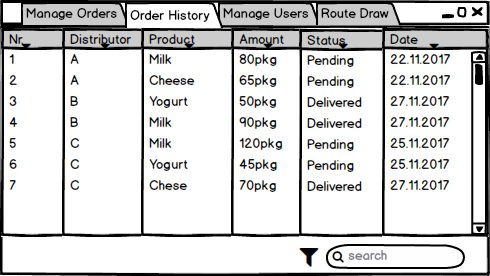 Manage Orders Order History Manage Users Route Draw
Nr Distributor Product Amount Status Date
1 A Milk 80pkg Pending 22.11.2017
2 A Cheese 65pkg Pending 22.11.2017
3 B Yogurt 50pkg Delivered 27.11.2017
4 B Milk 90pkg Delivered 27.11.2017
5 C Milk 120pkg Pending 25.11.2017
6 C Yogurt 45pkg Pending 25.11.2017
7 C Chese 70pkg Delivered 27.11.2017
search